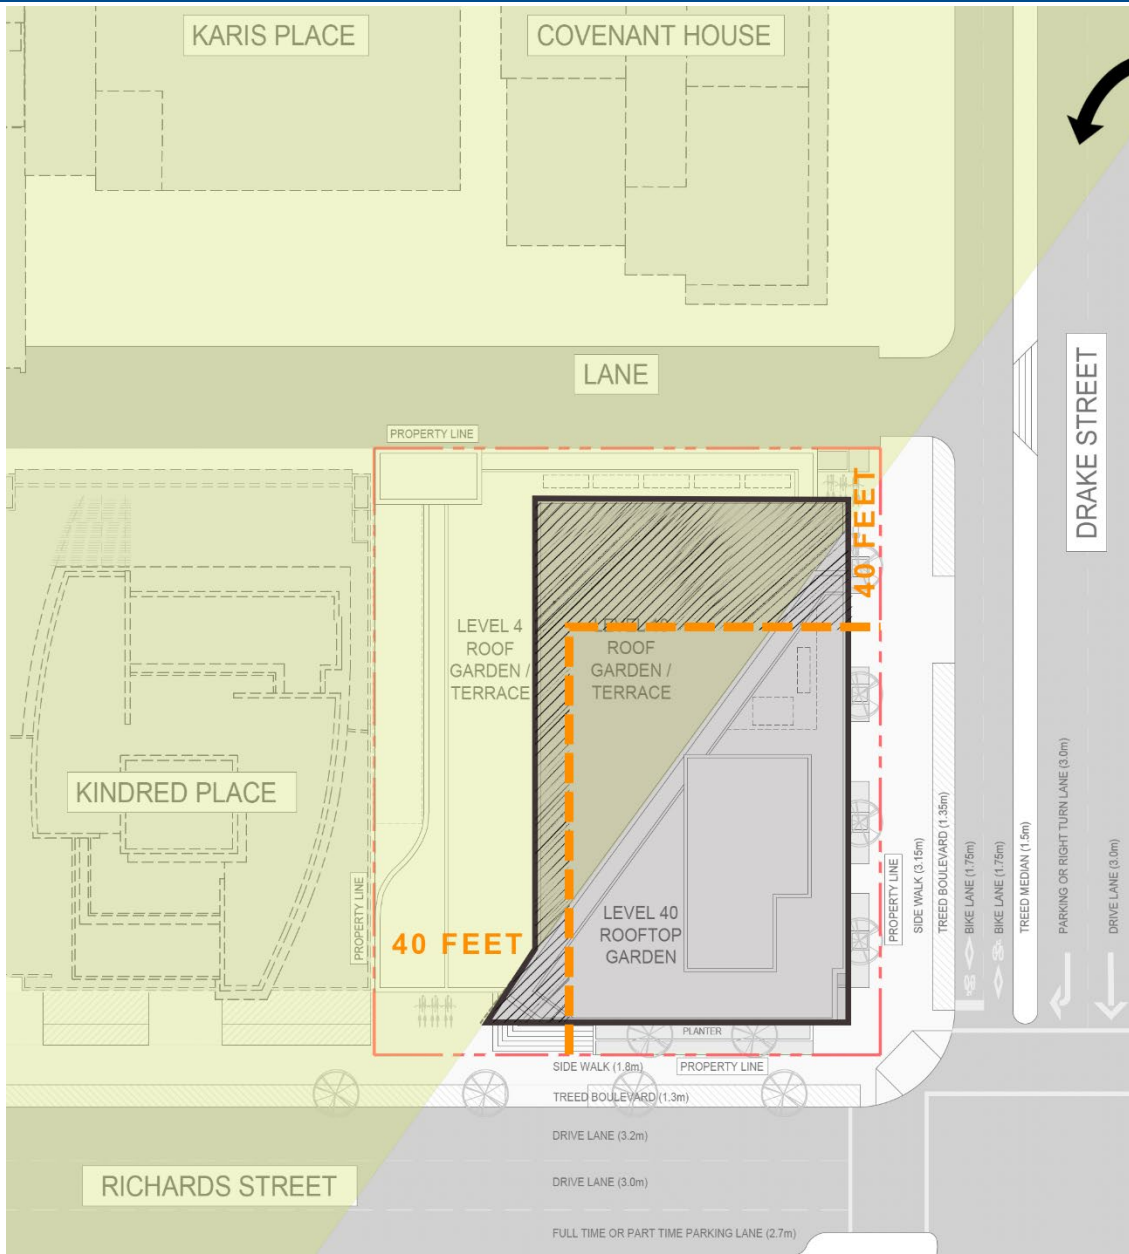 KARIS PLACE
COVENANT HOUSE
LANE
DRAKE STREET
PROPERTY LINE
40 FEET
LEVEL 4
ROOF
GARDEN /
TERRACE
ROOF
GARDEN /
TERRACE
KINDRED PLACE
PROPERTY LINE
40 FEET
LEVEL 40
ROOFTOP
GARDEN
PROPERTY LINE
SIDE WALK (3.15m)
TREED BOULEVARD (1.35m)
BIKE LANE (1.75m)
BIKE LANE (1.75m)
TREED MEDIAN (1.5m)
PARKING OR RIGHT TURN LANE (3.0m)
DRIVE LANE (3.0m)
PLANTER
SIDE WALK (1.8m)
PROPERTY LINE
TREED BOULEVARD (1.3m)
DRIVE LANE (3.2m)
RICHARDS STREET
DRIVE LANE (3.0m)
FULL TIME OR PART TIME PARKING LANE (2.7m)